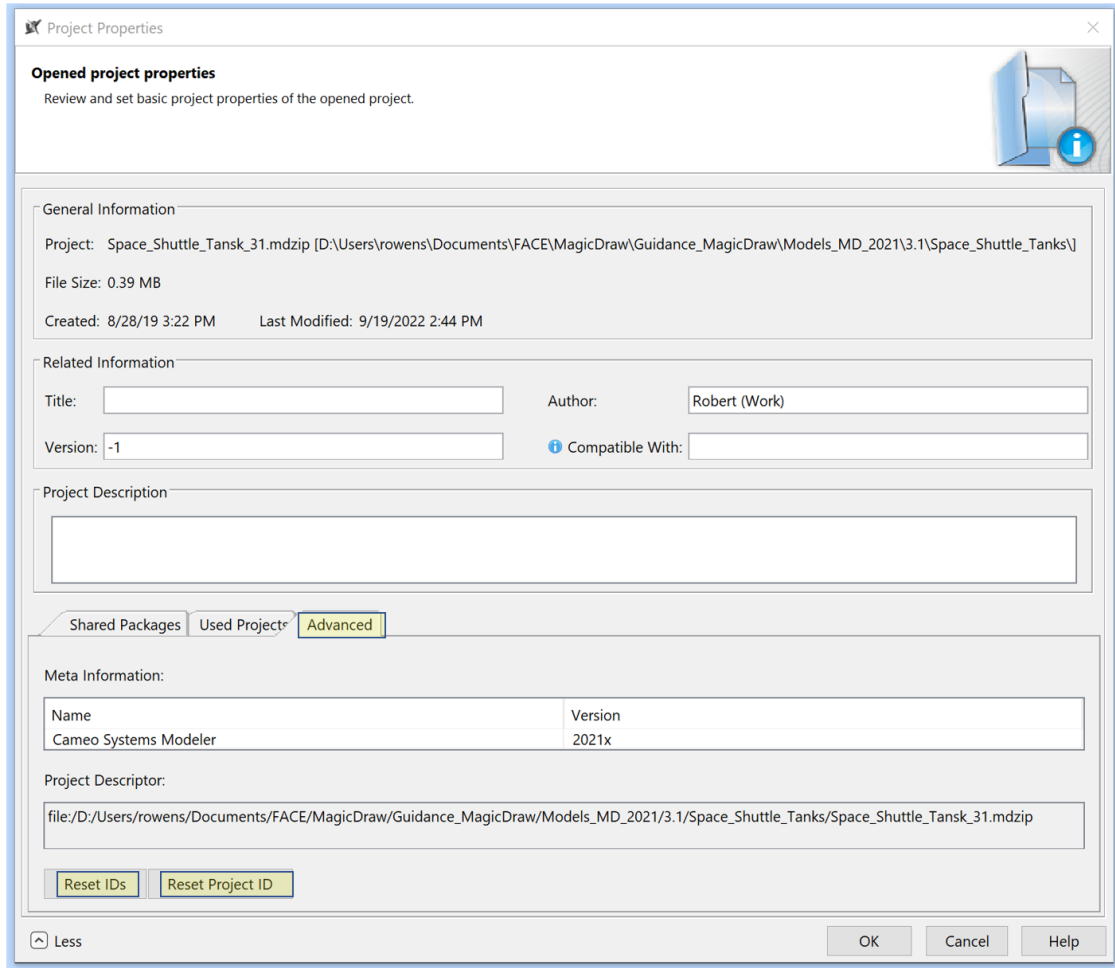 Project Properties
Opened project properties
Review and set basic project properties of the opened project.
General Information
Project: Space_Shuttle_Tansk_31.mdzip [D:\Users\rowens\Documents\FACE\MagicDraw\Guidance_MagicDraw\Models_MD_2021\3.1\Space_Shuttle_Tanks\]
File Size: 0.39 MB
Created: 8/28/19 3:22 PM Last Modified: 9/19/2022 2:44 PM
Related Information
Title: Author: Robert (Work)
Version: -1 Compatible With:
Project Description
Shared Packages Used Projects Advanced
Meta Information:
Name Version
Cameo Systems Modeler 2021x
Project Descriptor:
file:/D:/Users/rowens/Documents/FACE/MagicDraw/Guidance_MagicDraw/Models_MD_2021/3.1/Space_Shuttle_Tanks/Space_Shuttle_Tansk_31.mdzip
Reset IDs Reset Project ID
Less OK Cancel Help